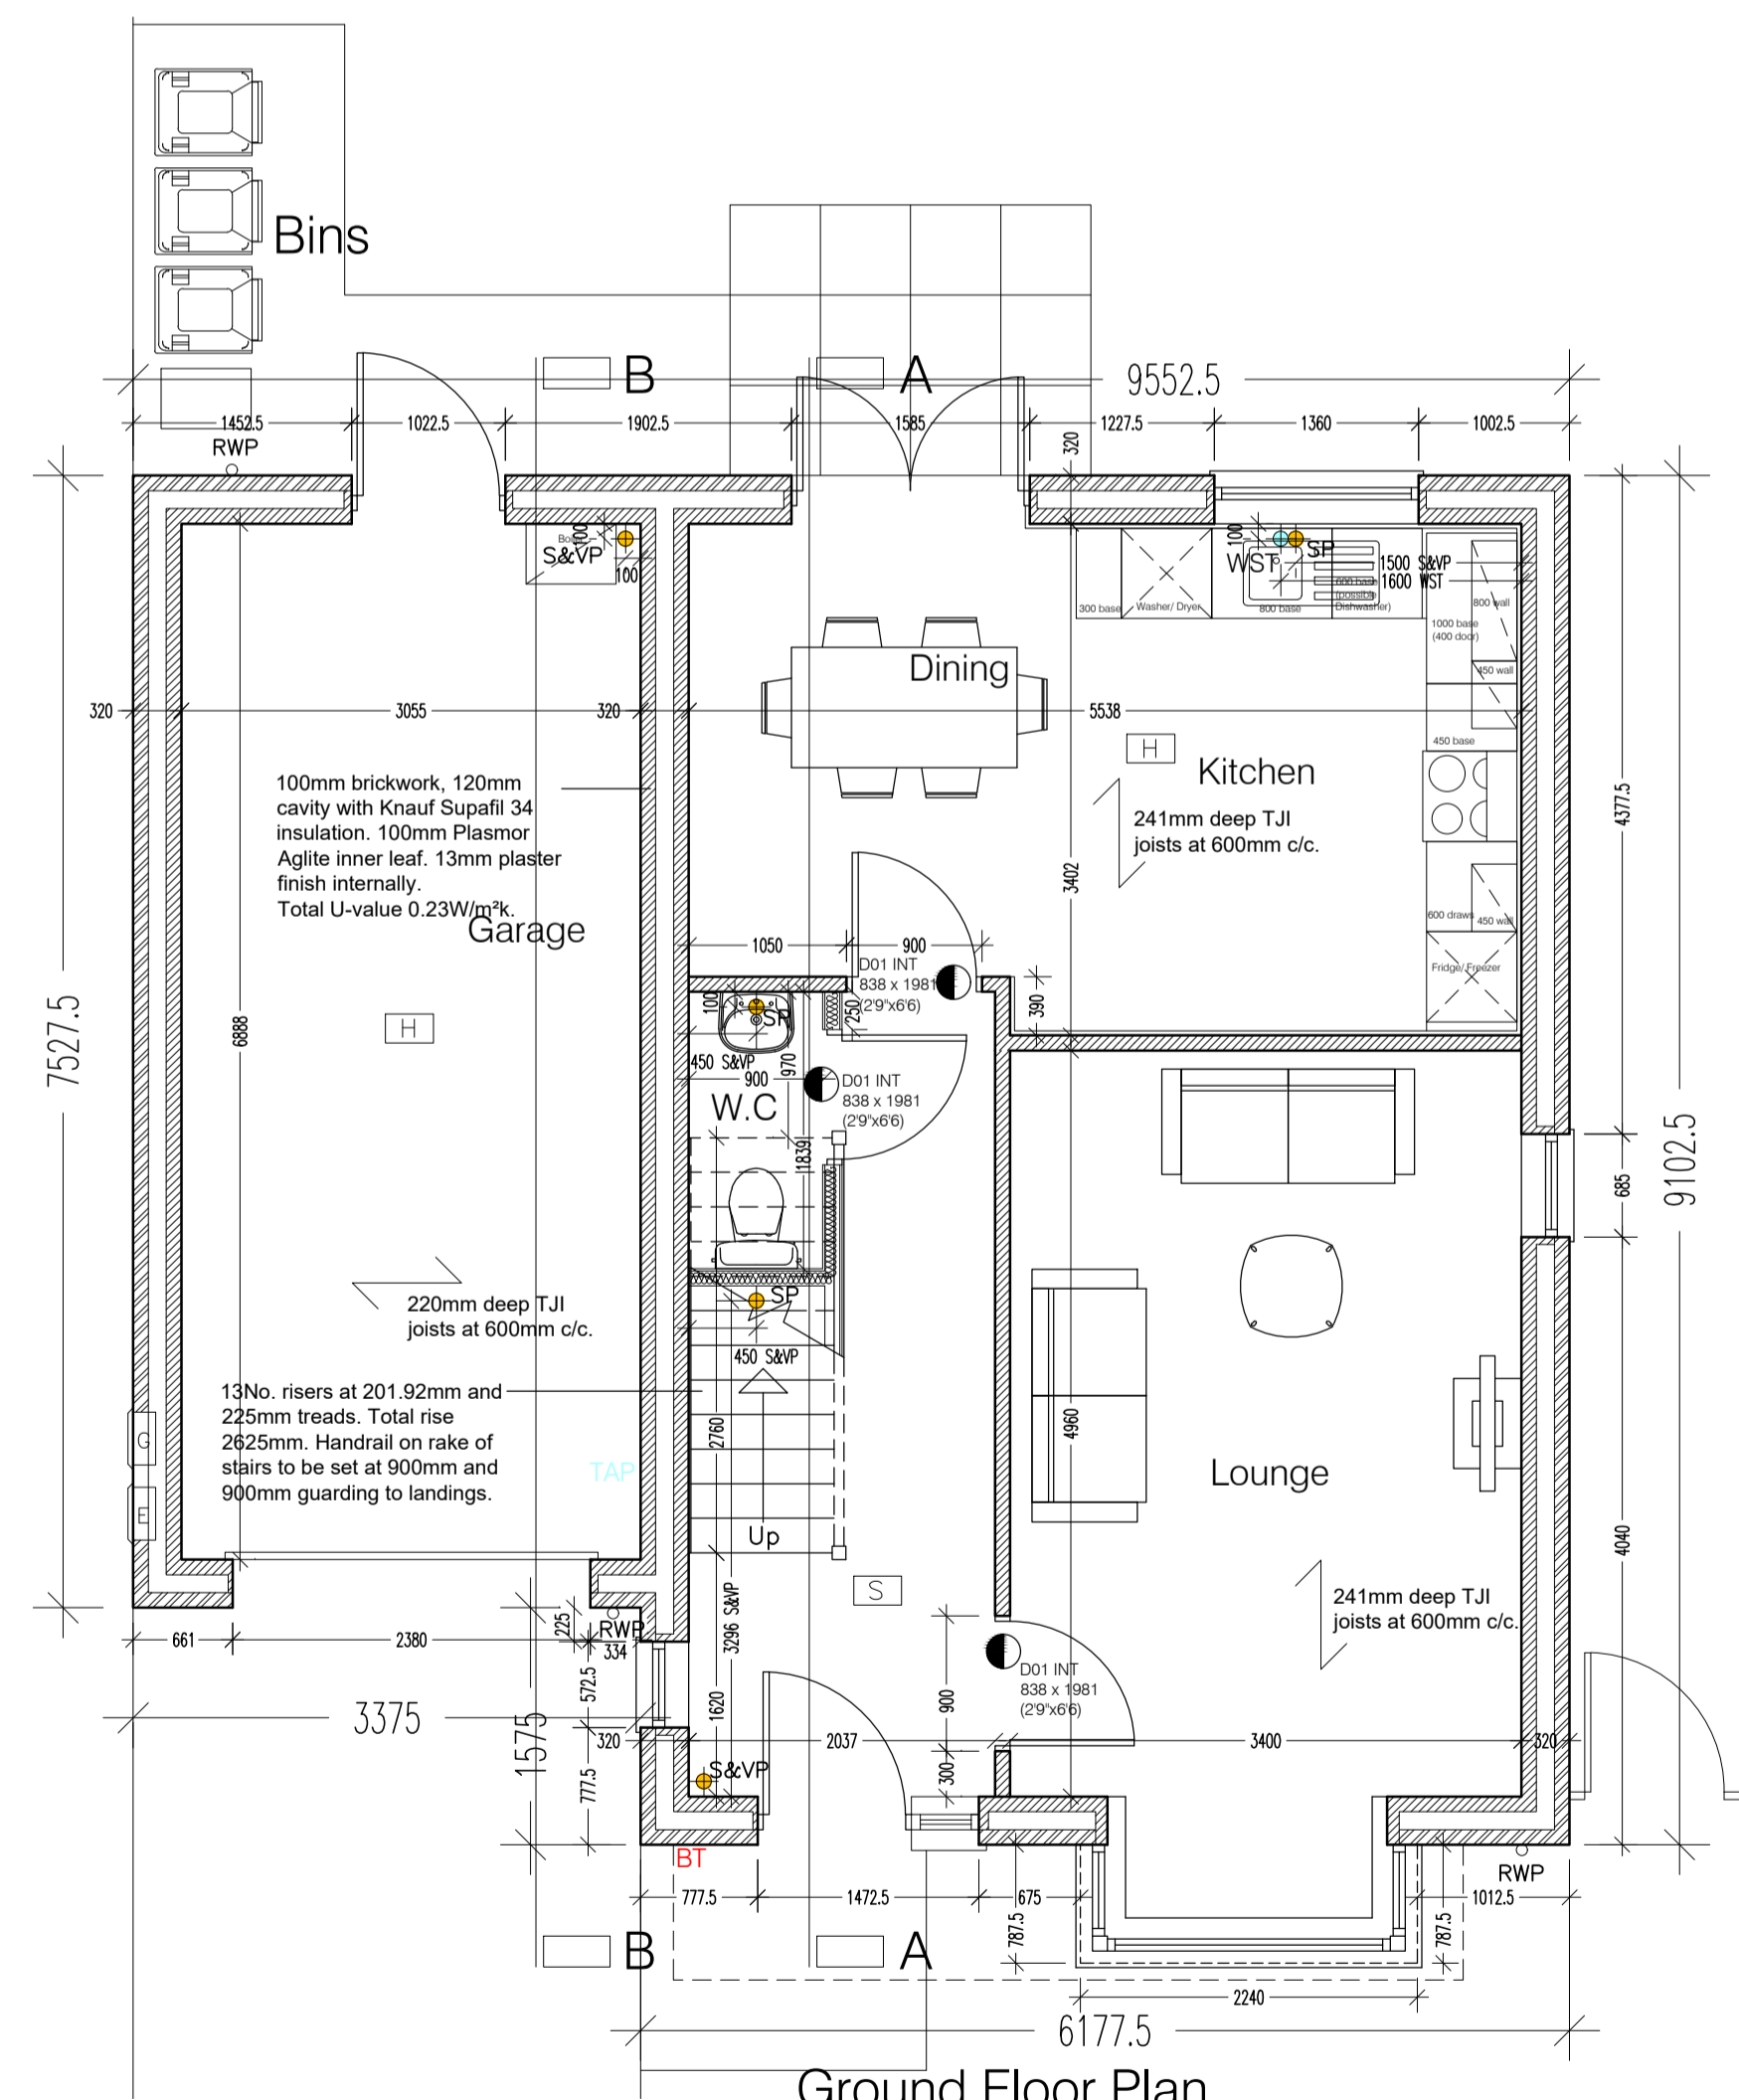 Bins
B
A
9552.5
1452.5
1022.5
1902.5
1585
1227.5
1360
1002.5
RWP
320
100
S&VP
100
100
WST
SP
1500 S&VP
1600 WST
300 base
Washer/ Dryer
800 base
600 base
(possible
Dishwasher)
800 wall
1000 base
(400 door)
450 wall
450 base
Dining
320
3055
320
5538
H
Kitchen
241mm deep TJI
joists at 600mm c/c.
100mm brickwork, 120mm
cavity with Knauf Supafil 34
insulation. 100mm Plasmor
Aglite inner leaf. 13mm plaster
finish internally.
Total U-value 0.23W/m²k.
Garage
3402
4377.5
600 draws
450 wall
Fridge/Freezer
1050
900
D01 INT
838 x 1981
(2'9"x6'6)
390
7527.5
6888
H
100
SP
250
450 S&VP
900
970
D01 INT
838 x 1981
(2'9"x6'6)
W.C
1839
685
9102.5
220mm deep TJI
joists at 600mm c/c.
SP
450 S&VP
13No. risers at 201.92mm and
225mm treads. Total rise
2625mm. Handrail on rake of
stairs to be set at 900mm and
900mm guarding to landings.
G
E
TAP
2760
4960
Lounge
Up
4040
S
241mm deep TJI
joists at 600mm c/c.
661
2380
225
RWP
334
3296 S&VP
D01 INT
838 x 1981
(2'9"x6'6)
572.5
1620
900
3375
1575
320
2037
3400
320
777.5
S&VP
300
BT
RWP
777.5
1472.5
675
1012.5
787.5
787.5
B
A
2240
6177.5
Ground Floor Plan